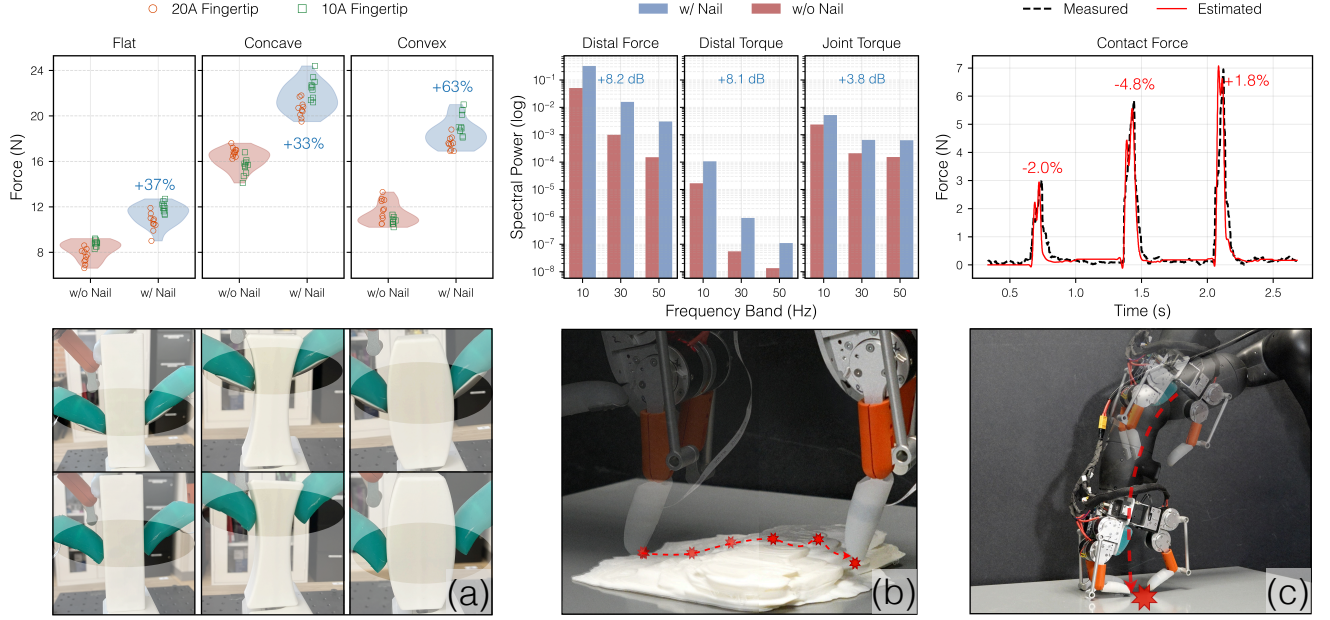 20A Fingertip 10A Fingertip
Flat Concave Convex
Force (N)
24
20
16
12
8
+37%
+33%
+63%
w/o Nail w/ Nail w/o Nail w/ Nail w/o Nail w/ Nail
(a)
w/ Nail w/o Nail
Distal Force Distal Torque Joint Torque
Spectral Power (log)
10⁻¹
10⁻²
10⁻³
10⁻⁴
10⁻⁵
10⁻⁶
10⁻⁷
10⁻⁸
+8.2 dB +8.1 dB +3.8 dB
10 30 50 10 30 50 10 30 50
Frequency Band (Hz)
(b)
Measured Estimated
Contact Force
Force (N)
7
6
5
4
3
2
1
0
-2.0%
-4.8%
+1.8%
0.5 1.0 1.5 2.0 2.5
Time (s)
(c)